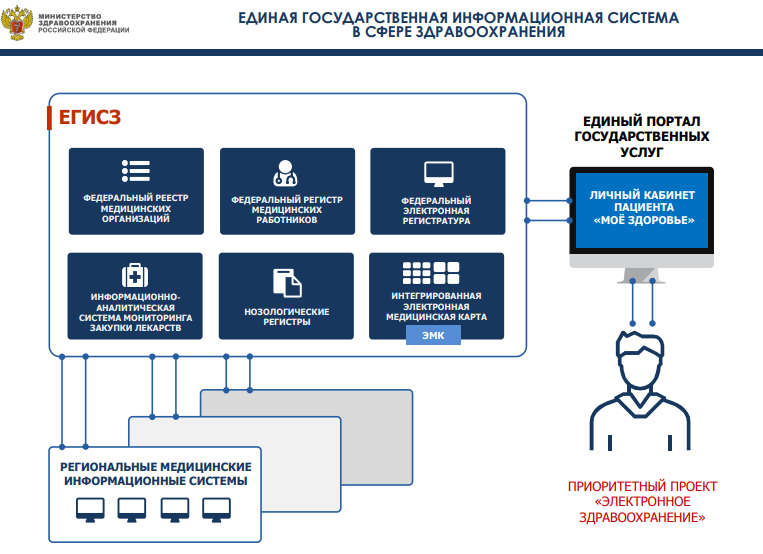 МИНИСТЕРСТВО
ЗДРАВООХРАНЕНИЯ
РОССИЙСКОЙ ФЕДЕРАЦИИ
ЕДИНАЯ ГОСУДАРСТВЕННАЯ ИНФОРМАЦИОННАЯ СИСТЕМА
В СФЕРЕ ЗДРАВООХРАНЕНИЯ
ЕГИСЗ
ФЕДЕРАЛЬНЫЙ РЕЕСТР
МЕДИЦИНСКИХ
ОРГАНИЗАЦИЙ
ФЕДЕРАЛЬНЫЙ РЕГИСТР
МЕДИЦИНСКИХ
РАБОТНИКОВ
ФЕДЕРАЛЬНЫЙ
ЭЛЕКТРОННАЯ
РЕГИСТРАТУРА
ИНФОРМАЦИОННО-
АНАЛИТИЧЕСКАЯ
СИСТЕМА МОНИТОРИНГА
ЗАКУПКИ ЛЕКАРСТВ
НОЗОЛОГИЧЕСКИЕ
РЕГИСТРЫ
ИНТЕГРИРОВАННАЯ
ЭЛЕКТРОННАЯ
МЕДИЦИНСКАЯ КАРТА
ЭМК
ЕДИНЫЙ ПОРТАЛ
ГОСУДАРСТВЕННЫХ
УСЛУГ
ЛИЧНЫЙ КАБИНЕТ
ПАЦИЕНТА
«МОЁ ЗДОРОВЬЕ»
РЕГИОНАЛЬНЫЕ МЕДИЦИНСКИЕ
ИНФОРМАЦИОННЫЕ СИСТЕМЫ
ПРИОРИТЕТНЫЙ ПРОЕКТ
«ЭЛЕКТРОННОЕ
ЗДРАВООХРАНЕНИЕ»